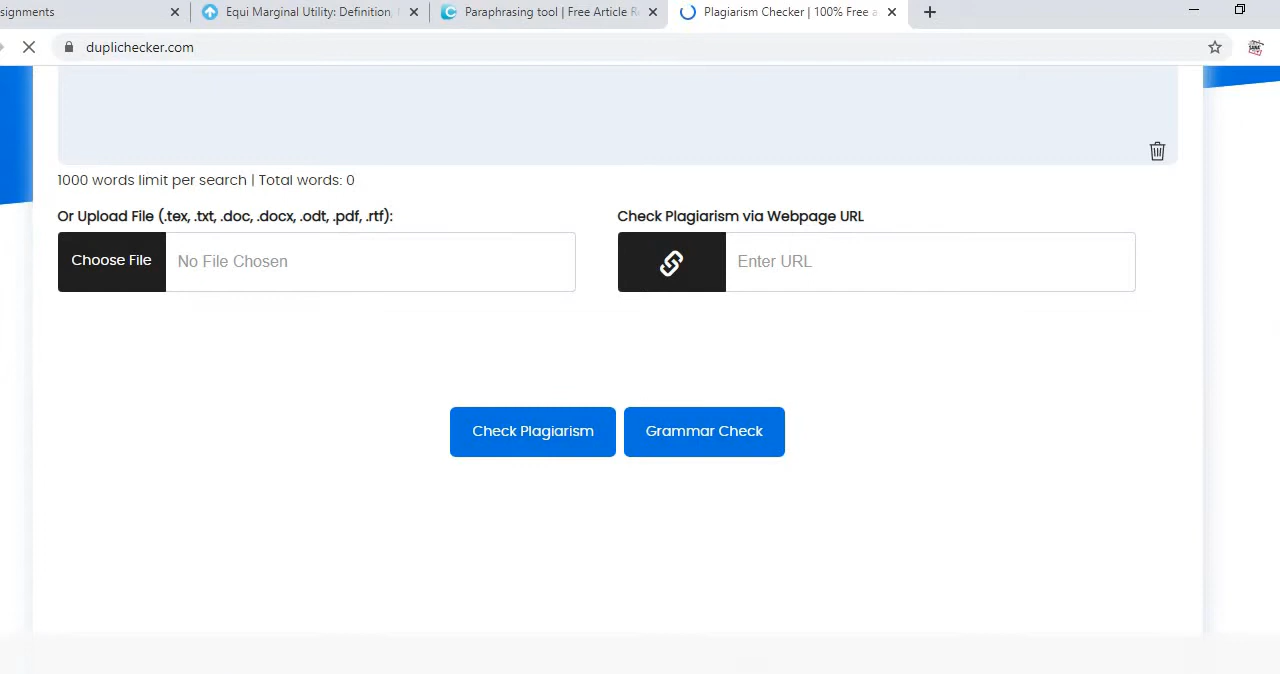 signments
Equi Marginal Utility: Definition,
Paraphrasing tool | Free Article R
Plagiarism Checker | 100% Free a
duplichecker.com
1000 words limit per search | Total words: 0
Or Upload File (.tex, .txt, .doc, .docx, .odt, .pdf, .rtf):
Check Plagiarism via Webpage URL
Choose File
No File Chosen
Enter URL
Check Plagiarism
Grammar Check